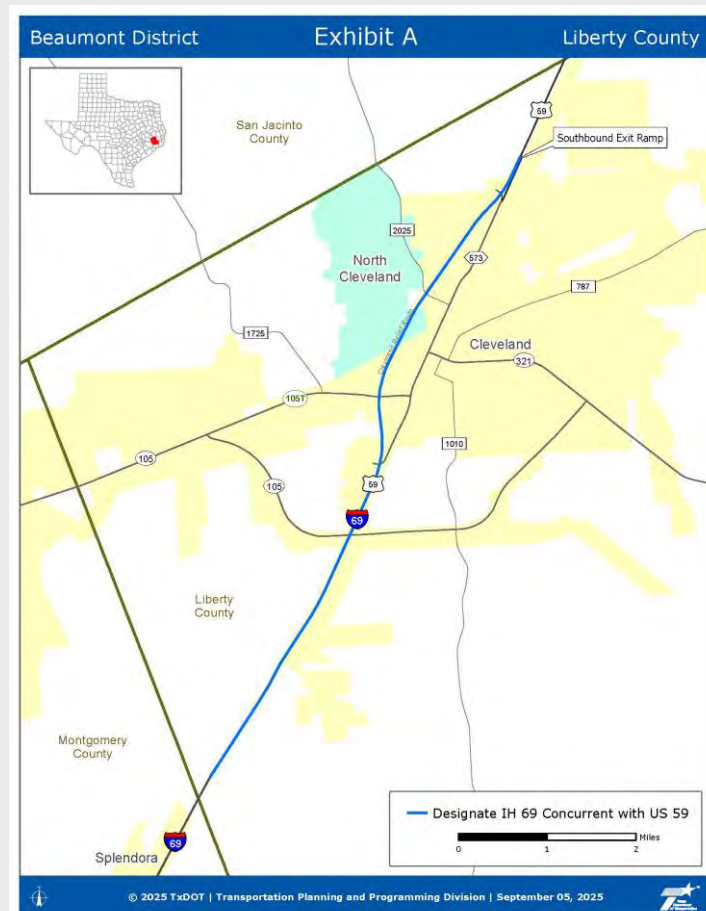 Beaumont District
Exhibit A
Liberty County
59
Southbound Exit Ramp
San Jacinto
County
2025
North
Cleveland
573
787
1725
Cleveland
321
105T
1010
105
59
105
69
Liberty
County
Montgomery
County
Designate IH 69 Concurrent with US 59
Miles
0 1 2
69
Splendora
© 2025 TxDOT | Transportation Planning and Programming Division | September 05, 2025